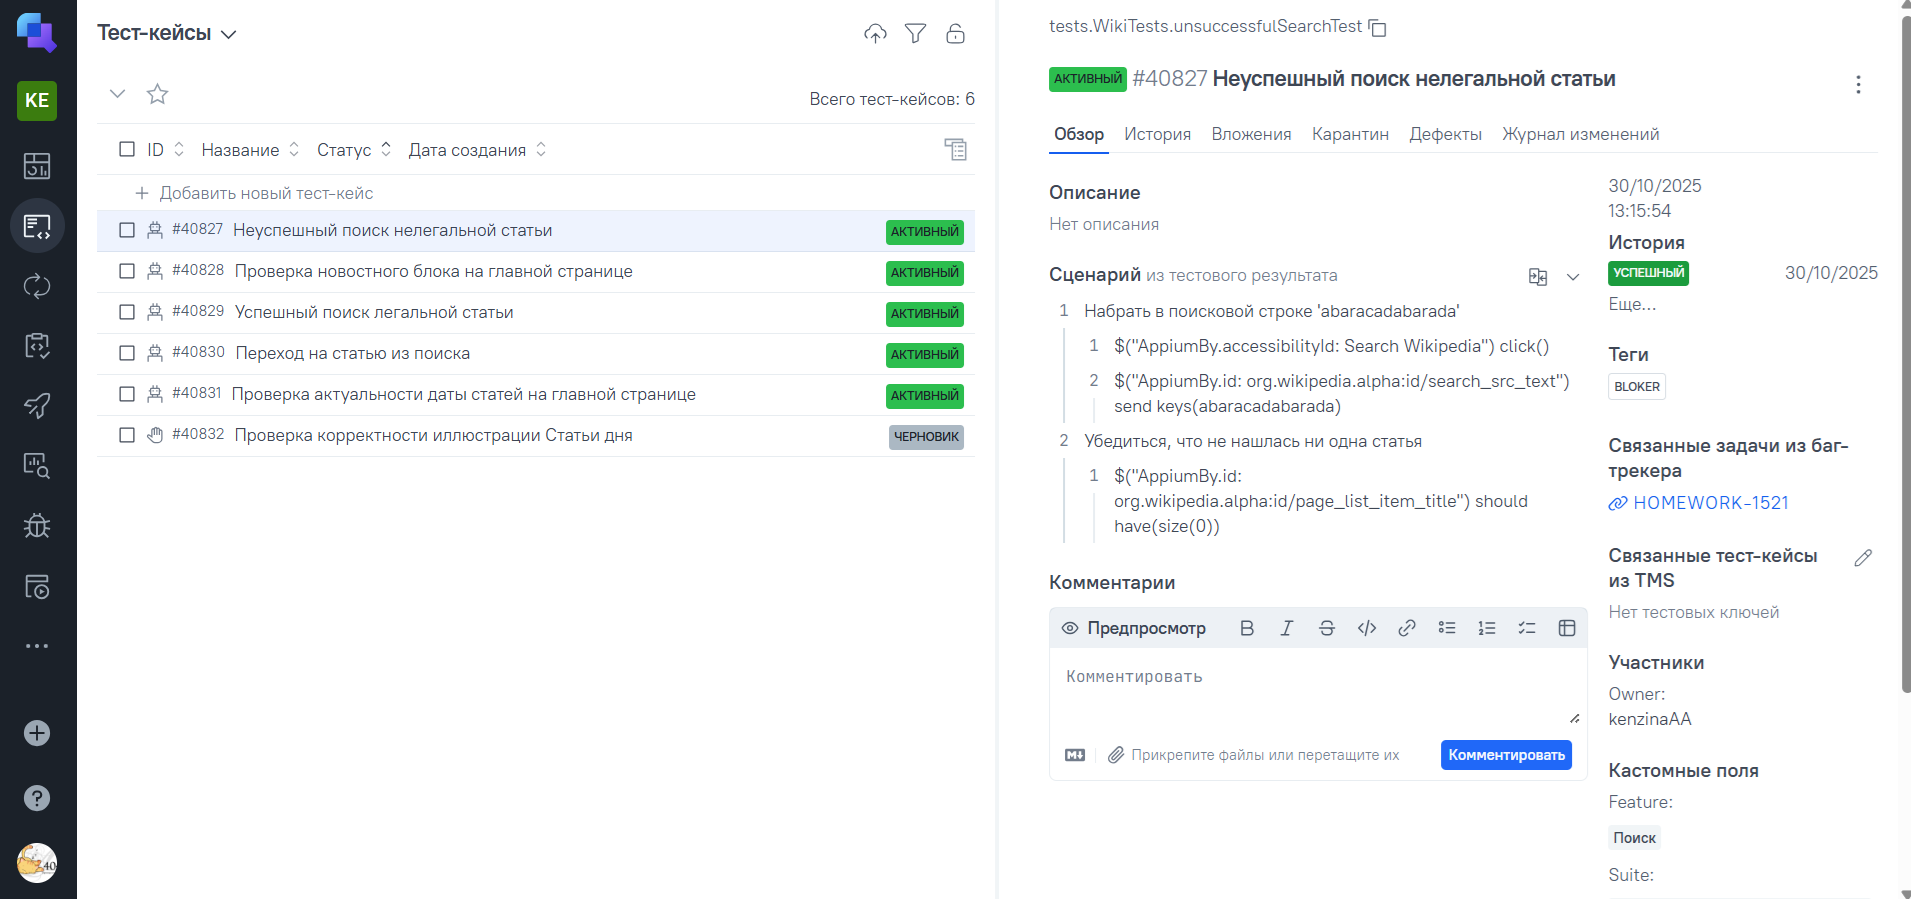 KE
Тест-кейсы
Всего тест-кейсов: 6
ID Название Статус Дата создания
Добавить новый тест-кейс
#40827 Неуспешный поиск нелегальной статьи АКТИВНЫЙ
#40828 Проверка новостного блока на главной странице АКТИВНЫЙ
#40829 Успешный поиск легальной статьи АКТИВНЫЙ
#40830 Переход на статью из поиска АКТИВНЫЙ
#40831 Проверка актуальности даты статей на главной странице АКТИВНЫЙ
#40832 Проверка корректности иллюстрации Статьи дня ЧЕРНОВИК
tests.WikiTests.unsuccessfulSearchTest
АКТИВНЫЙ #40827 Неуспешный поиск нелегальной статьи
Обзор История Вложения Карантин Дефекты Журнал изменений
Описание
Нет описания
Сценарий из тестового результата
1 Набрать в поисковой строке 'abaracadabarada'
1 $("AppiumBy.accessibilityId: Search Wikipedia") click()
2 $("AppiumBy.id: org.wikipedia.alpha:id/search_src_text")
send keys(abaracadabarada)
2 Убедиться, что не нашлась ни одна статья
1 $("AppiumBy.id:
org.wikipedia.alpha:id/page_list_item_title") should
have(size(0))
Комментарии
Предпросмотр
Комментировать
Прикрепите файлы или перетащите их
Комментировать
30/10/2025
13:15:54
История
УСПЕШНЫЙ 30/10/2025
Еще...
Теги
BLOKER
Связанные задачи из баг-
трекера
HOMEWORK-1521
Связанные тест-кейсы
из TMS
Нет тестовых ключей
Участники
Owner:
kenzinaAA
Кастомные поля
Feature:
Поиск
Suite: